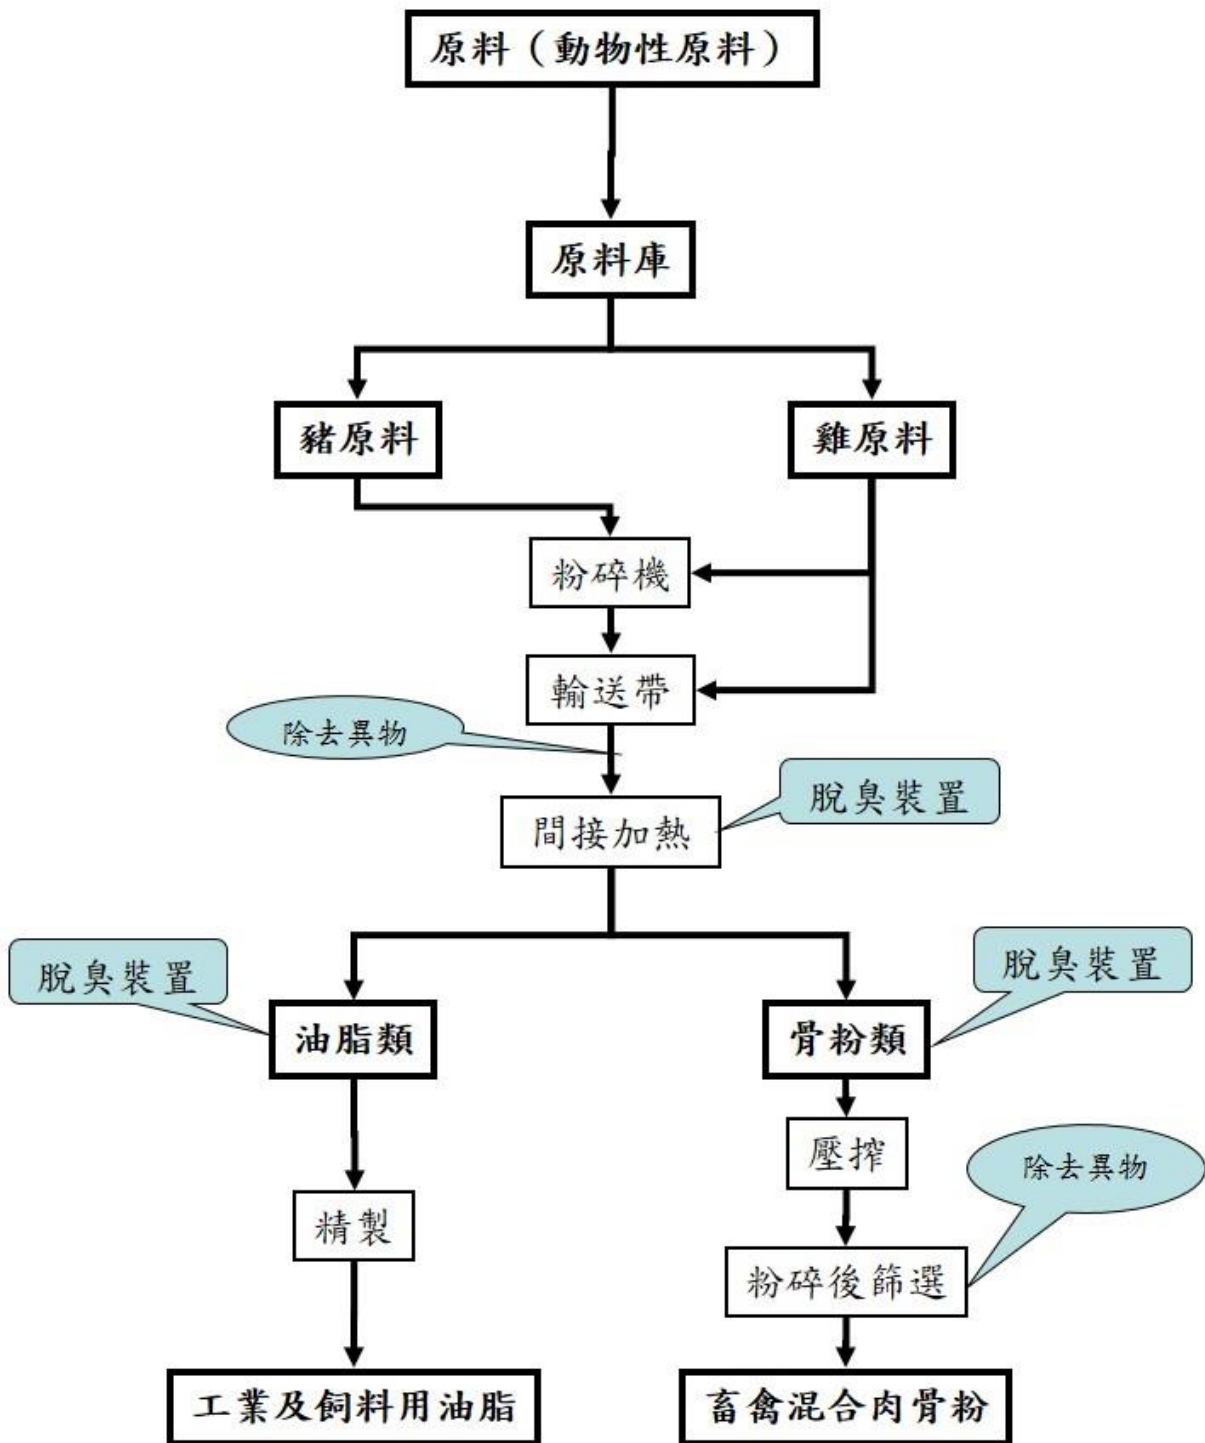 原料（動物性原料）
原料庫
豬原料
雞原料
粉碎機
輸送帶
除去異物
脫臭裝置
間接加熱
脫臭裝置
脫臭裝置
油脂類
骨粉類
壓搾
除去異物
精製
粉碎後篩選
工業及飼料用油脂
畜禽混合肉骨粉